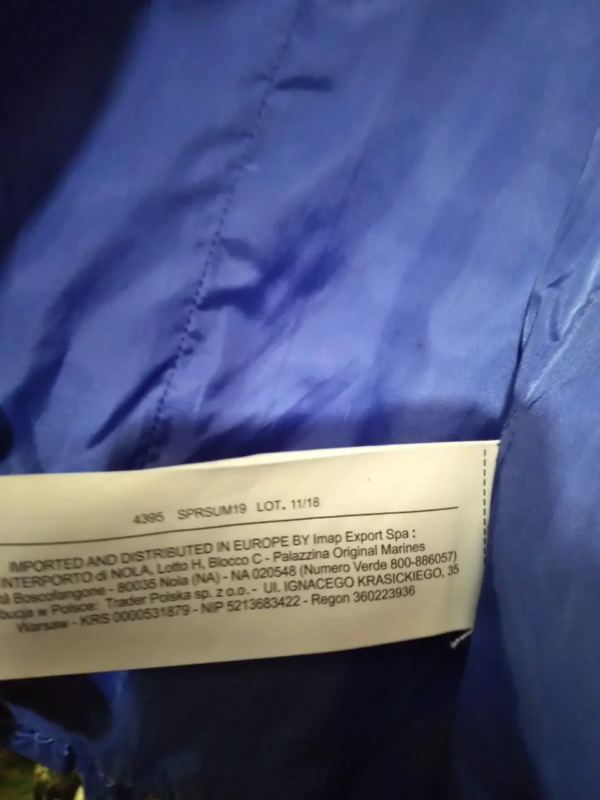 4395 SPRSUM19 LOT. 11/18
IMPORTED AND DISTRIBUTED IN EUROPE BY Imap Export Spa :
INTERPORTO di NOLA, Lotto H, Blocco C - Palazzina Original Marines
Boscofangone - 80035 Nola (NA) - NA 020548 (Numero Verde 800-886057)
w Polsce: Trader Polska sp. z o.o.- Ul. IGNACEGO KRASICKIEGO, 35
Warsaw - KRS 0000531879 - NIP 5213683422 - Regon 360223936